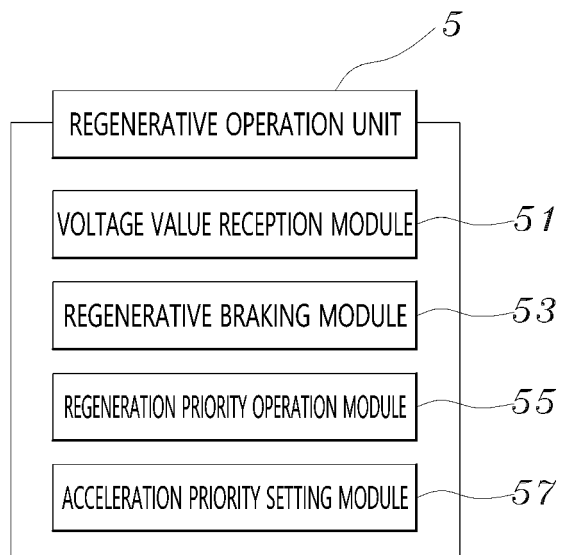 5
REGENERATIVE OPERATION UNIT
VOLTAGE VALUE RECEPTION MODULE
51
REGENERATIVE BRAKING MODULE
53
REGENERATION PRIORITY OPERATION MODULE
55
ACCELERATION PRIORITY SETTING MODULE
57